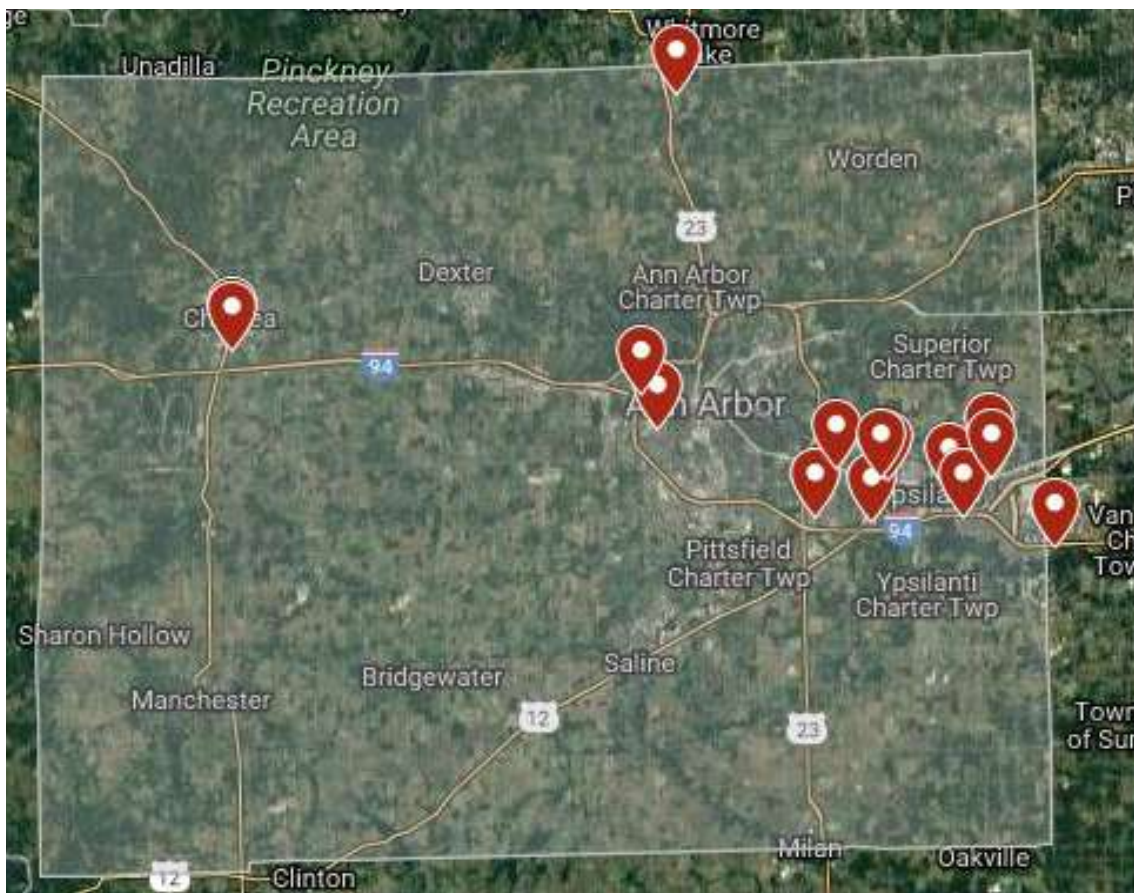 Unadilla
Pinckney
Recreation
Area
Whitmore
Worden
23
Dexter
Ann Arbor
Charter Twp
94
Superior
Charter Twp
Ann Arbor
94
Pittsfield
Charter Twp
Ypsilanti
Charter Twp
Sharon Hollow
Saline
Bridgewater
Manchester
12
23
Town
of Sum
Milan
Oakville
12
Clinton